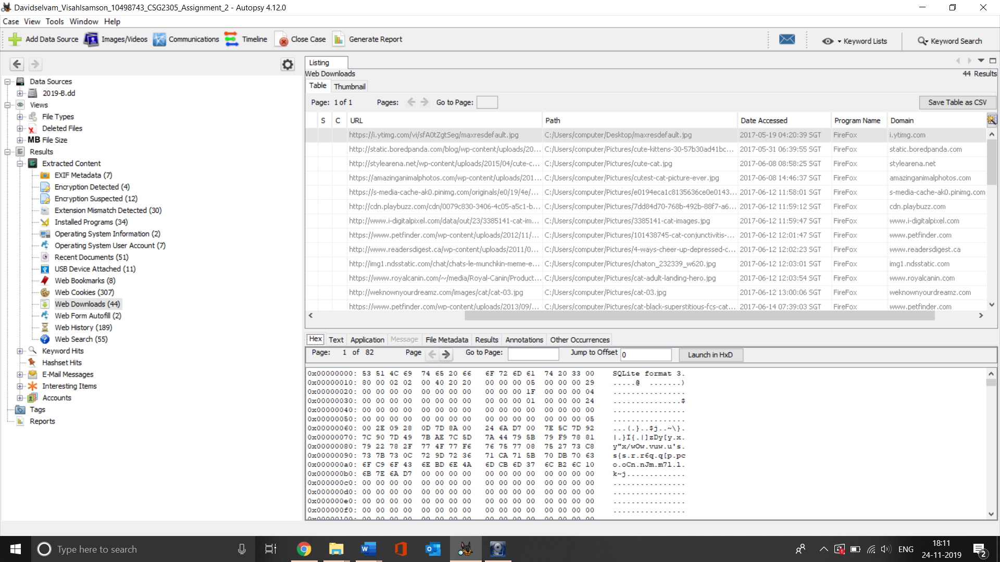 Davidselvam_Visahlsamson_10498743_CSG2305_Assignment_2 - Autopsy 4.12.0
Case View Tools Window Help
Add Data Source Images/Videos Communications Timeline Close Case Generate Report Keyword Lists Keyword Search
Data Sources
2019-B.dd
Views
File Types
Deleted Files
MB File Size
Results
Extracted Content
EXIF Metadata (7)
Encryption Detected (4)
Encryption Suspected (12)
Extension Mismatch Detected (30)
Installed Programs (34)
Operating System Information (2)
Operating System User Account (7)
Recent Documents (51)
USB Device Attached (11)
Web Bookmarks (8)
Web Cookies (307)
Web Downloads (44)
Web Form Autofill (2)
Web History (189)
Web Search (55)
Keyword Hits
Hashset Hits
E-Mail Messages
Interesting Items
Accounts
Tags
Reports
Listing
Web Downloads 44 Results
Table Thumbnail
Page: 1 of 1 Pages: Go to Page: Save Table as CSV
S C URL Path Date Accessed Program Name Domain
https://i.ytimg.com/vi/sfA0tZgtSeg/maxresdefault.jpg C:/Users/computer/Desktop/maxresdefault.jpg 2017-05-19 04:20:39 SGT FireFox i.ytimg.com
http://static.boredpanda.com/blog/wp-content/uploads/20... C:/Users/computer/Pictures/cute-kittens-30-57b30ad41bc... 2017-05-31 06:39:55 SGT FireFox static.boredpanda.com
http://stylearena.net/wp-content/uploads/2015/04/cute-c... C:/Users/computer/Pictures/cute-cat.jpg 2017-06-08 08:58:25 SGT FireFox stylearena.net
https://amazinganimalphotos.com/wp-content/uploads/201... C:/Users/computer/Pictures/cutest-cat-picture-ever.jpg 2017-06-08 14:46:37 SGT FireFox amazinganimalphotos.com
https://s-media-cache-ak0.pinimg.com/originals/e0/19/4e/... C:/Users/computer/Pictures/e0194eca1c8135636ce0e0143... 2017-06-12 11:58:01 SGT FireFox s-media-cache-ak0.pinimg.com
http://cdn.playbuzz.com/cdn/0079c830-3406-4c05-a5c1-b... C:/Users/computer/Pictures/7dd84d70-768b-492b-88f7-a6... 2017-06-12 11:59:12 SGT FireFox cdn.playbuzz.com
http://www.i-digitalpixel.com/data/out/23/3385141-cat-im... C:/Users/computer/Pictures/3385141-cat-images.jpg 2017-06-12 11:59:47 SGT FireFox www.i-digitalpixel.com
https://www.petfinder.com/wp-content/uploads/2012/11/... C:/Users/computer/Pictures/101438745-cat-conjunctivitis-... 2017-06-12 12:01:47 SGT FireFox www.petfinder.com
http://www.readersdigest.ca/wp-content/uploads/2011/0... C:/Users/computer/Pictures/4-ways-cheer-up-depressed-c... 2017-06-12 12:02:23 SGT FireFox www.readersdigest.ca
http://img1.ndsstatic.com/chat/chats-le-munchkin-meme-e... C:/Users/computer/Pictures/chaton_232339_w620.jpg 2017-06-12 12:03:01 SGT FireFox img1.ndsstatic.com
https://www.royalcanin.com/~/media/Royal-Canin/Product... C:/Users/computer/Pictures/cat-adult-landing-hero.jpg 2017-06-12 12:03:54 SGT FireFox www.royalcanin.com
http://weknownyourdreamz.com/images/cat/cat-03.jpg C:/Users/computer/Pictures/cat-03.jpg 2017-06-12 13:00:06 SGT FireFox weknownyourdreamz.com
https://www.petfinder.com/wp-content/uploads/2013/09/... C:/Users/computer/Pictures/cat-black-superstitious-fcs-cat... 2017-06-14 07:39:03 SGT FireFox www.petfinder.com
Hex Text Application Message File Metadata Results Annotations Other Occurrences
Page: 1 of 82 Page Go to Page: Jump to Offset 0 Launch in HxD
0x00000000: 53 51 4C 69 74 65 20 66 6F 72 6D 61 74 20 33 00 SQLite format 3.
0x00000010: 80 00 02 02 00 40 20 20 00 00 00 05 00 00 00 29 .....@ .......)
0x00000020: 00 00 00 00 00 00 00 00 00 00 00 1F 00 00 00 04 ................
0x00000030: 00 00 00 00 00 00 00 00 00 00 00 01 00 00 00 24 ...............$
0x00000040: 00 00 00 00 00 00 00 00 00 00 00 00 00 00 00 00 ................
0x00000050: 00 00 00 00 00 00 00 00 00 00 00 00 00 00 00 05 ................
0x00000060: 00 2E 09 28 0D 7D 8A 00 24 6A D7 00 7E 5C 7D 92 ...(.}..$j..~\}.
0x00000070: 7C 90 7D 49 7B AE 7C 5D 7A 44 79 5B 79 F9 78 81 |.}I{.|]zDy[y.x.
0x00000080: 79 22 78 2F 77 4F 77 F6 76 75 77 08 75 27 73 C8 y"x/wOw.vuw.u's.
0x00000090: 73 7B 73 0C 72 9D 72 36 71 CA 71 5B 70 DB 70 63 s{s.r.r6q.q[p.pc
0x000000a0: 6F C9 6F 43 6E BD 6E 4A 6D CB 6D 37 6C B2 6C 10 o.oCn.nJm.m7l.l.
0x000000b0: 6B 7E 6A D7 00 00 00 00 00 00 00 00 00 00 00 00 k~j.............
0x000000c0: 00 00 00 00 00 00 00 00 00 00 00 00 00 00 00 00 ................
0x000000d0: 00 00 00 00 00 00 00 00 00 00 00 00 00 00 00 00 ................
0x000000e0: 00 00 00 00 00 00 00 00 00 00 00 00 00 00 00 00 ................
0x000000f0: 00 00 00 00 00 00 00 00 00 00 00 00 00 00 00 00 ................
0x00000100: 00 00 00 00 00 00 00 00 00 00 00 00 00 00 00 00
Type here to search ENG 18:11
24-11-2019
2